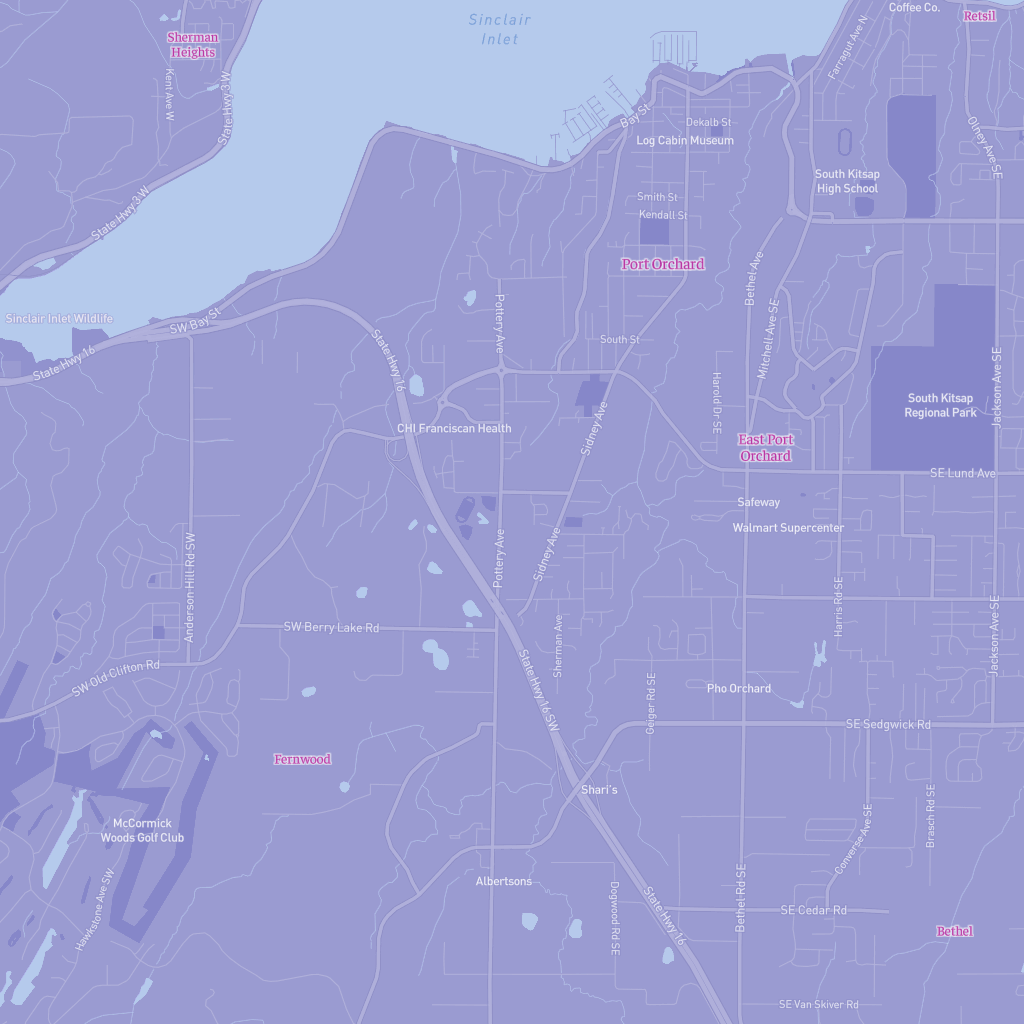 Coffee Co.
Retsil
Sinclair
Inlet
Sherman
Heights
Farragut Ave N
Kent Ave W
State Hwy 3 W
Bay St
Dekalb St
Log Cabin Museum
Olney Ave SE
South Kitsap
High School
State Hwy 3 W
Smith St
Kendall St
Port Orchard
Bethel Ave
Sinclair Inlet Wildlife
SW Bay St
Pottery Ave
Mitchell Ave SE
State Hwy 16
State Hwy 16
South St
Jackson Ave SE
Harold Dr SE
South Kitsap
Regional Park
Sidney Ave
CHI Franciscan Health
East Port
Orchard
SE Lund Ave
Safeway
Walmart Supercenter
Anderson Hill Rd SW
Pottery Ave
Sidney Ave
Harris Rd SE
SW Berry Lake Rd
Sherman Ave
Jackson Ave SE
SW Old Clifton Rd
State Hwy 16 SW
Geiger Rd SE
Pho Orchard
SE Sedgwick Rd
Fernwood
Shari's
McCormick
Woods Golf Club
Brasch Rd SE
Converse Ave SE
Albertsons
Hawkstone Ave SW
Dogwood Rd SE
State Hwy 16
Bethel Rd SE
SE Cedar Rd
Bethel
SE Van Skiver Rd